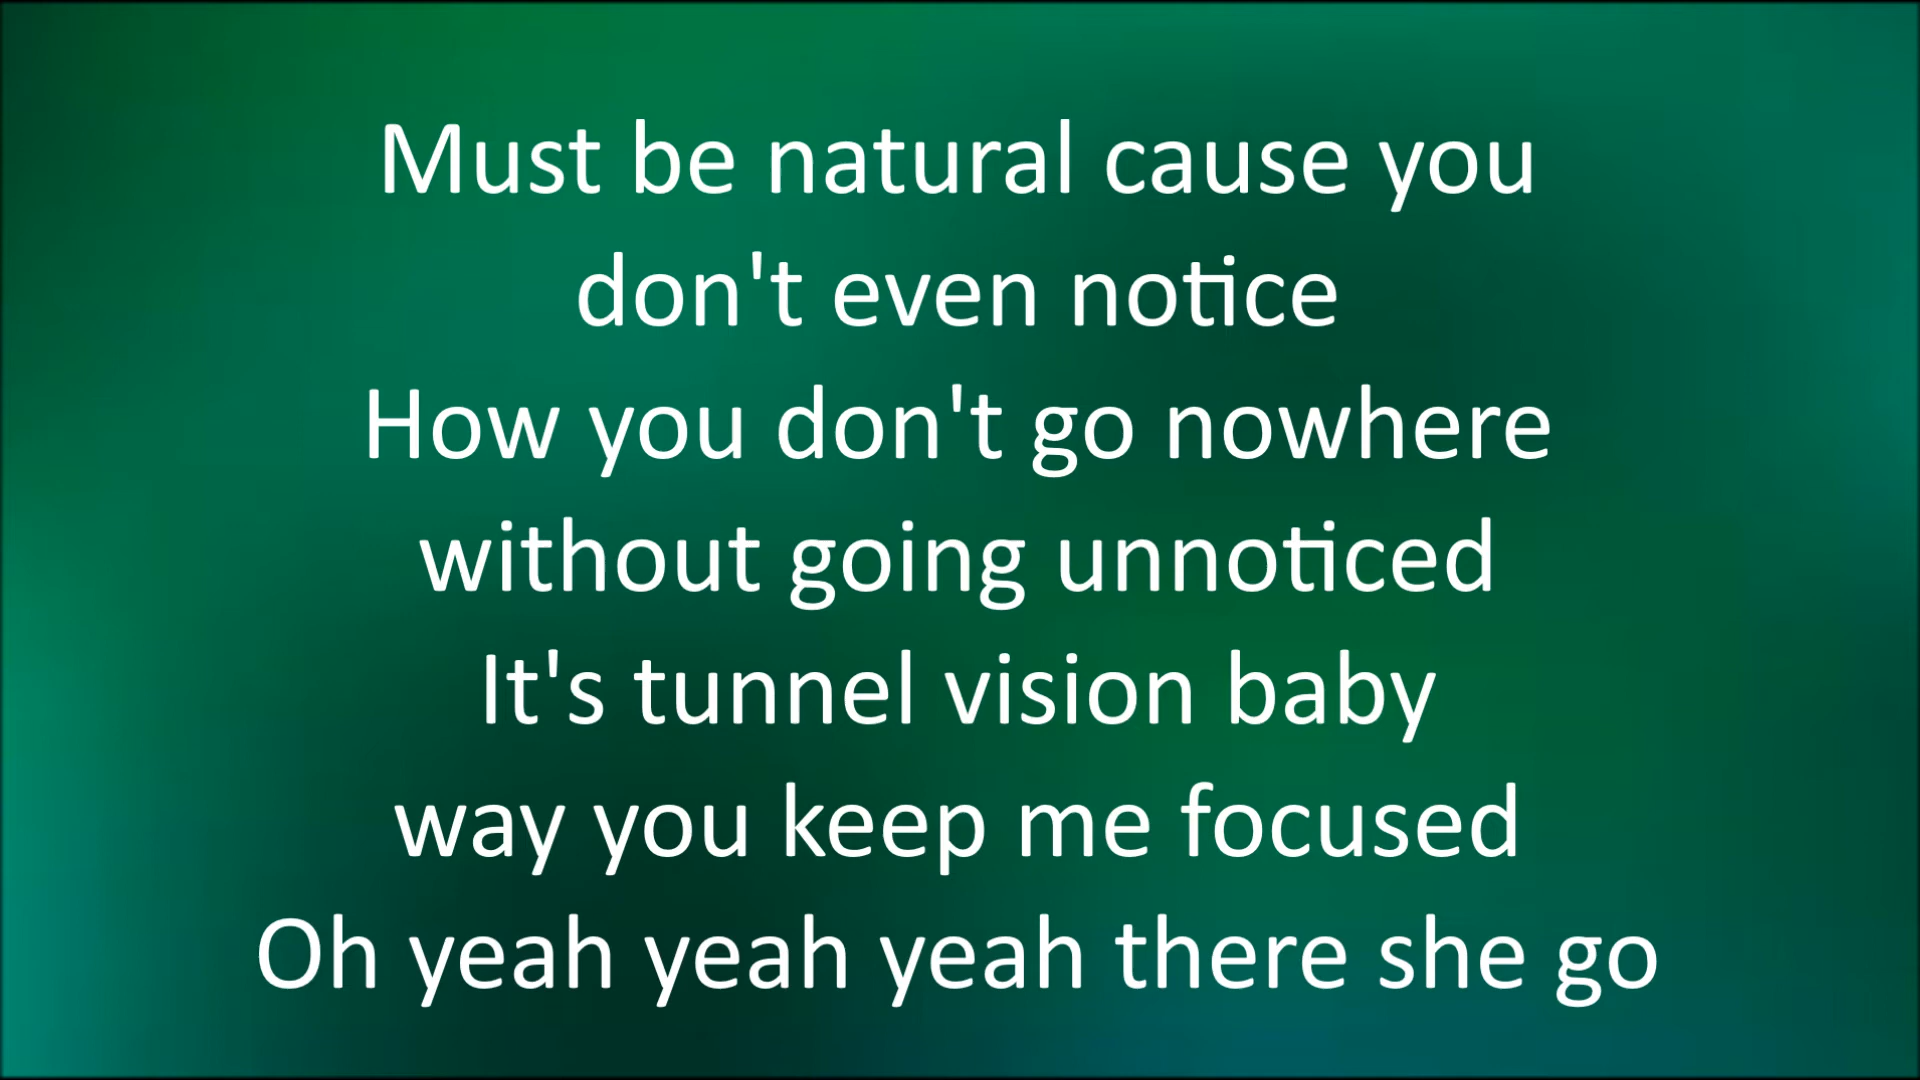 Must be natural cause you
don't even notice
How you don't go nowhere
without going unnoticed
It's tunnel vision baby
way you keep me focused
Oh yeah yeah yeah there she go